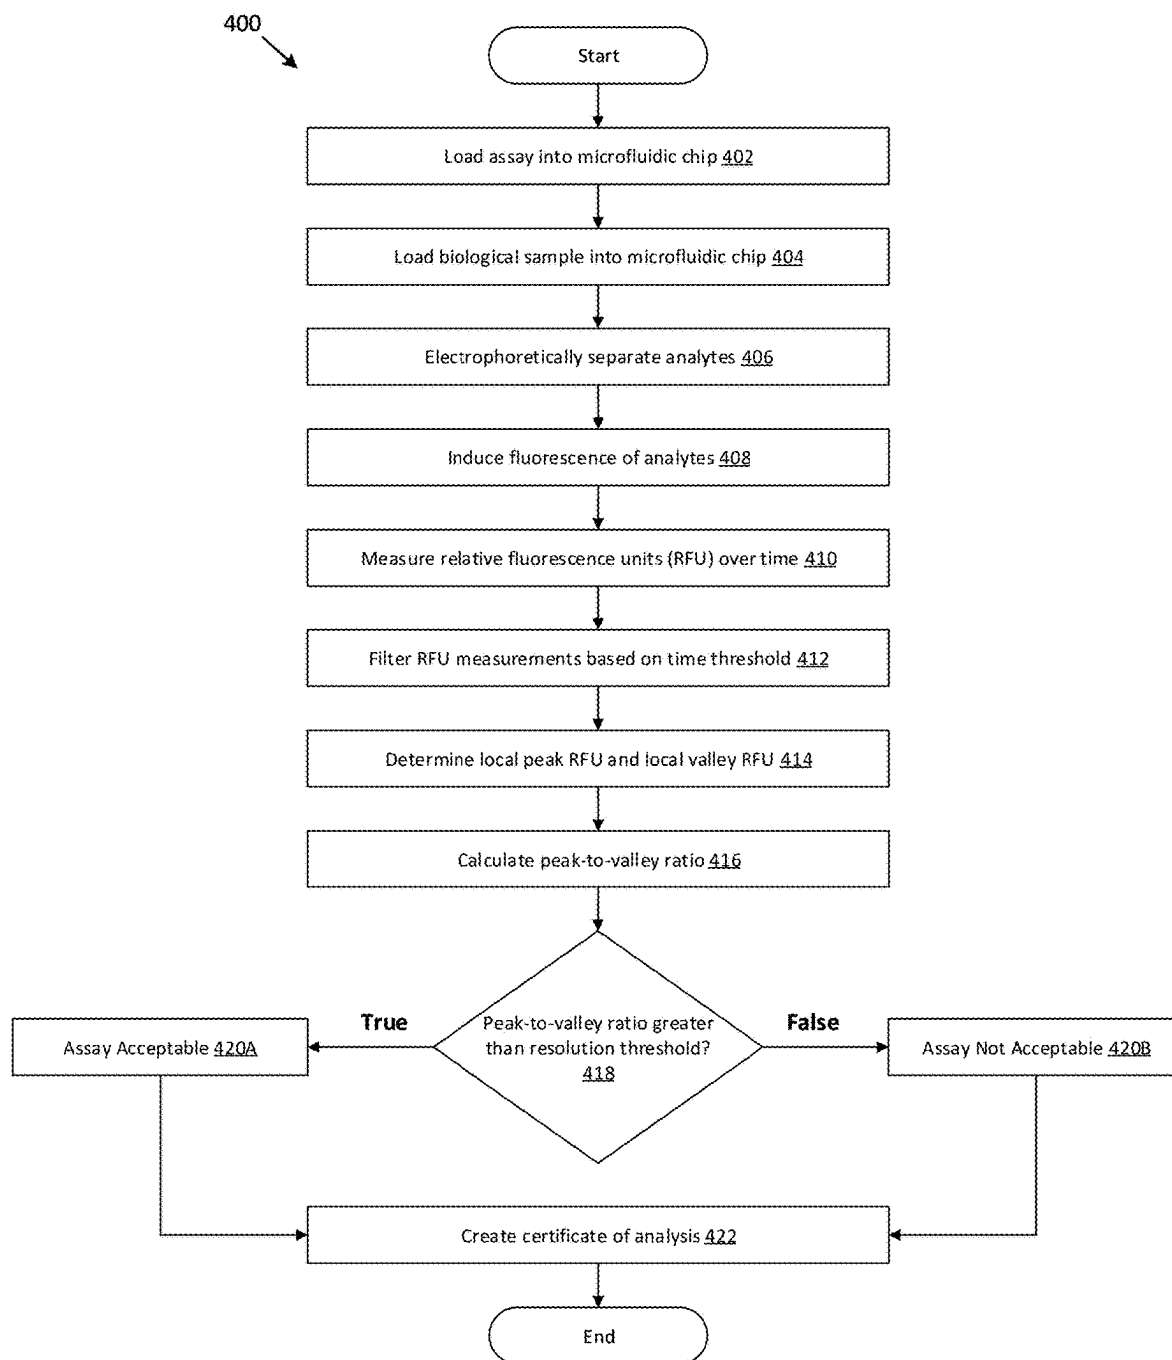 400
Start
Load assay into microfluidic chip 402
Load biological sample into microfluidic chip 404
Electrophoretically separate analytes 406
Induce fluorescence of analytes 408
Measure relative fluorescence units (RFU) over time 410
Filter RFU measurements based on time threshold 412
Determine local peak RFU and local valley RFU 414
Calculate peak-to-valley ratio 416
Peak-to-valley ratio greater
than resolution threshold?
418
True
False
Assay Acceptable 420A
Assay Not Acceptable 420B
Create certificate of analysis 422
End